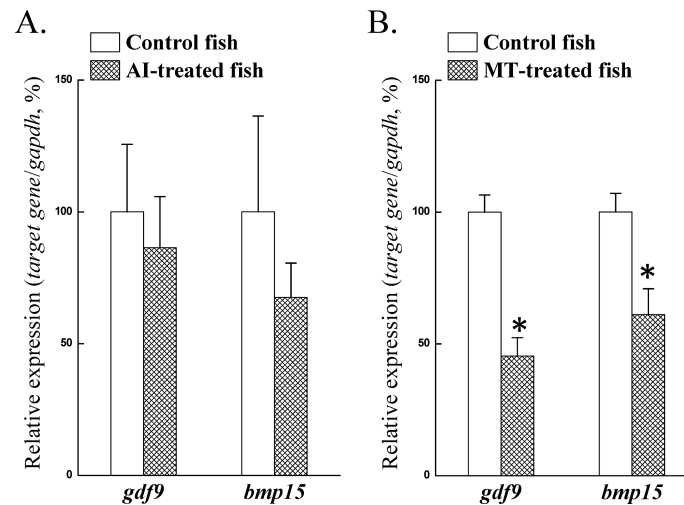 A.
Control fish
AI-treated fish
Relative expression (target gene/gapdh, %)
150
100
50
0
gdf9 bmp15
B.
Control fish
MT-treated fish
Relative expression (target gene/gapdh, %)
150
100
50
0
*
*
gdf9 bmp15